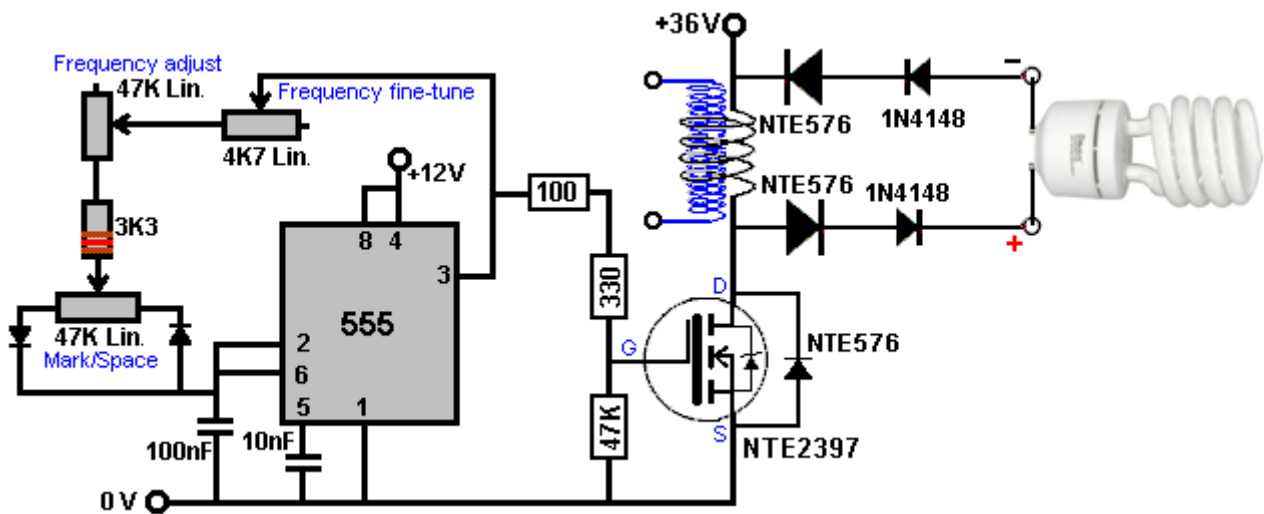 Frequency adjust
47K Lin.
Frequency fine-tune
4K7 Lin.
3K3
47K Lin.
Mark/Space
+12V
8 4
3
555
2
6
5
1
100nF
10nF
0 V
100
330
47K
+36V
NTE576
1N4148
-
NTE576
1N4148
+
D
G
S
NTE576
NTE2397